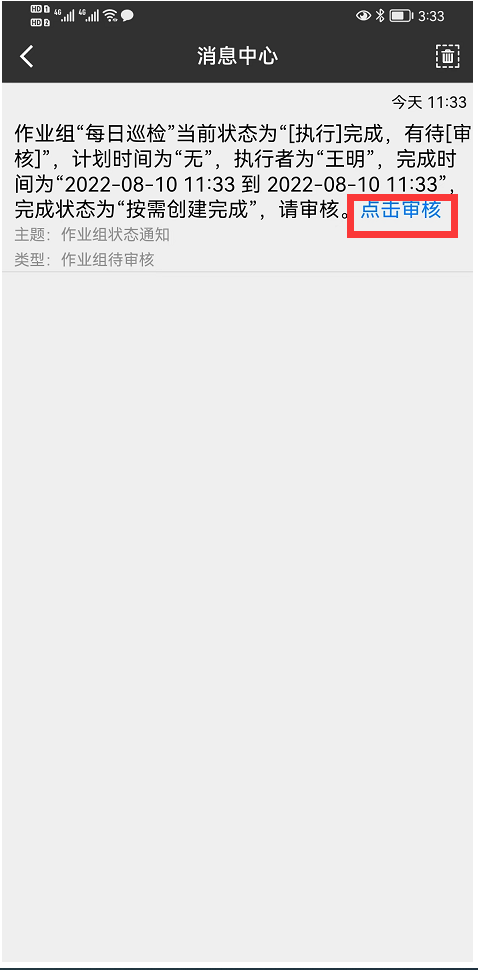 HD 1 4G 4G 3:33
HD 2
消息中心
今天 11:33
作业组“每日巡检”当前状态为“[执行]完成，有待[审
核]”，计划时间为“无”，执行者为“王明”，完成时
间为“2022-08-10 11:33 到 2022-08-10 11:33”，
完成状态为“按需创建完成”，请审核。点击审核
主题：作业组状态通知
类型：作业组待审核